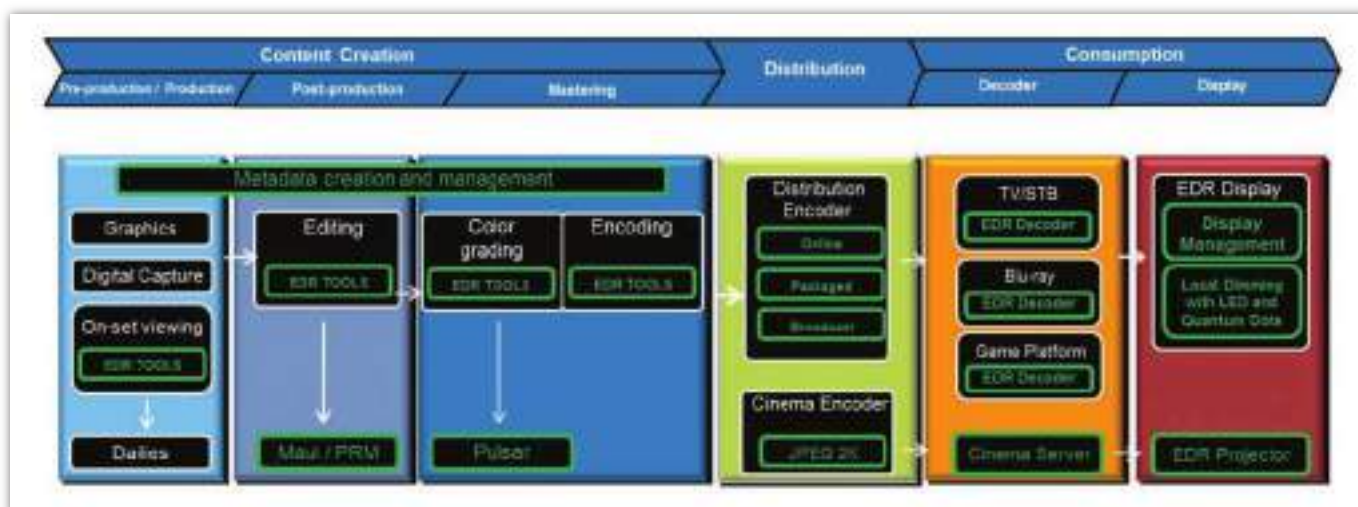 Content Creation
Distribution
Consumption
Pre-production / Production
Post-production
Mastering
Decoder
Display
Metadata creation and management
Graphics
Digital Capture
On-set viewing
EDR TOOLS
Dailies
Editing
EDR TOOLS
Maui / PRM
Color
grading
EDR TOOLS
Encoding
EDR TOOLS
Pulsar
Distribution
Encoder
Online
Packaged
Broadcast
Cinema Encoder
JPEG 2K
TV/STB
EDR Decoder
Blu-ray
EDR Decoder
Game Platform
EDR Decoder
Cinema Server
EDR Display
Display
Management
Local Dimming
with LED and
Quantum Dots
EDR Projector